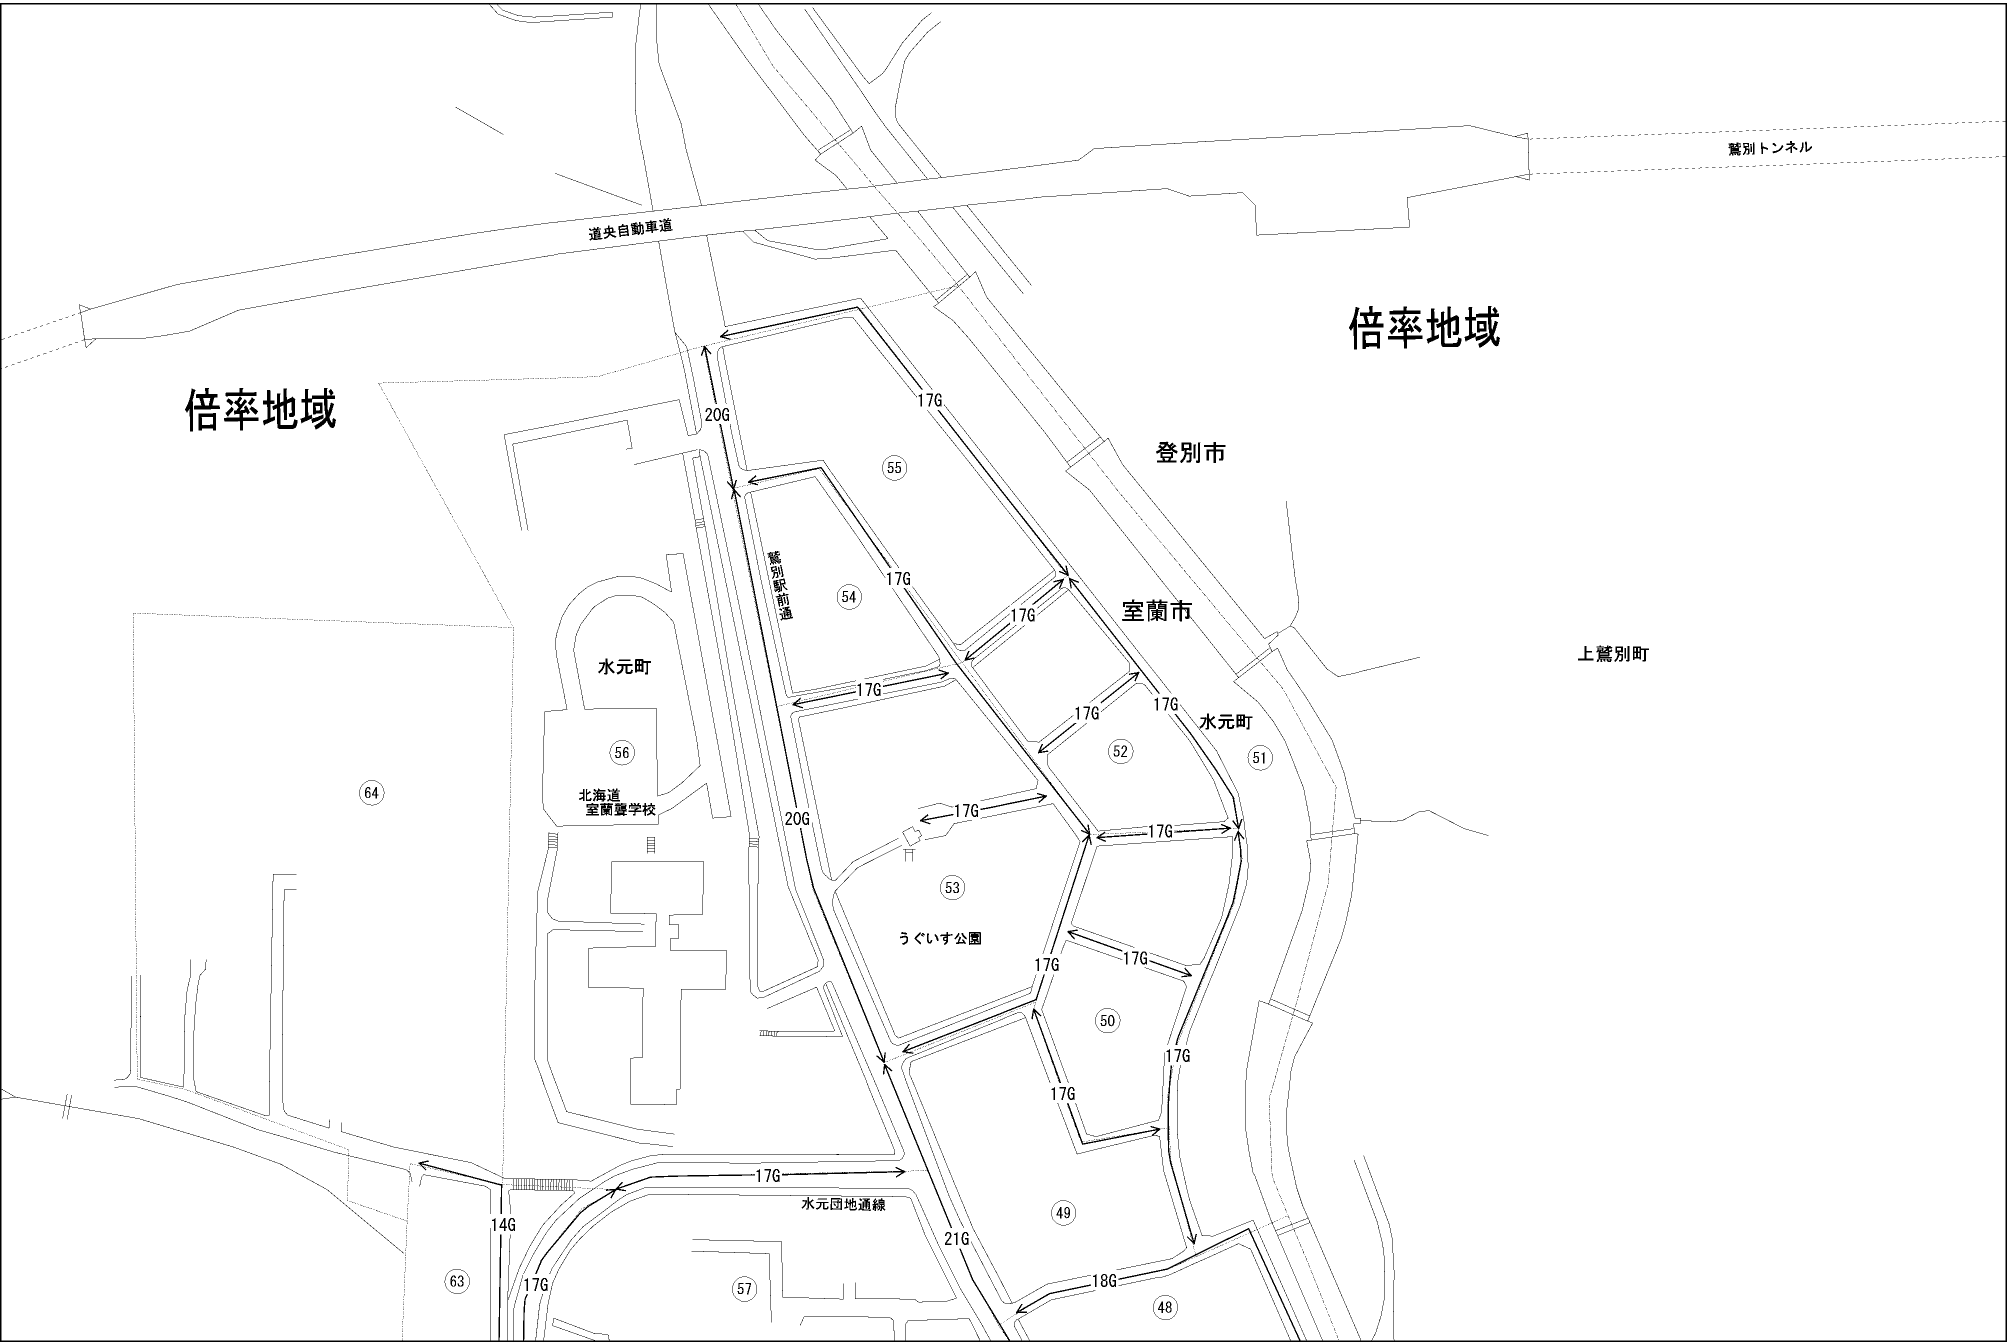 鷲別トンネル
道央自動車道
倍率地域
倍率地域
17G
20G
登別市
55
鷲別駅前通
17G
54
17G
室蘭市
上鷲別町
水元町
17G
17G
17G
水元町
56
52
51
64
北海道
室蘭聾学校
17G
20G
17G
53
うぐいす公園
17G
17G
50
17G
17G
17G
水元団地通線
49
14G
21G
63
17G
57
18G
48